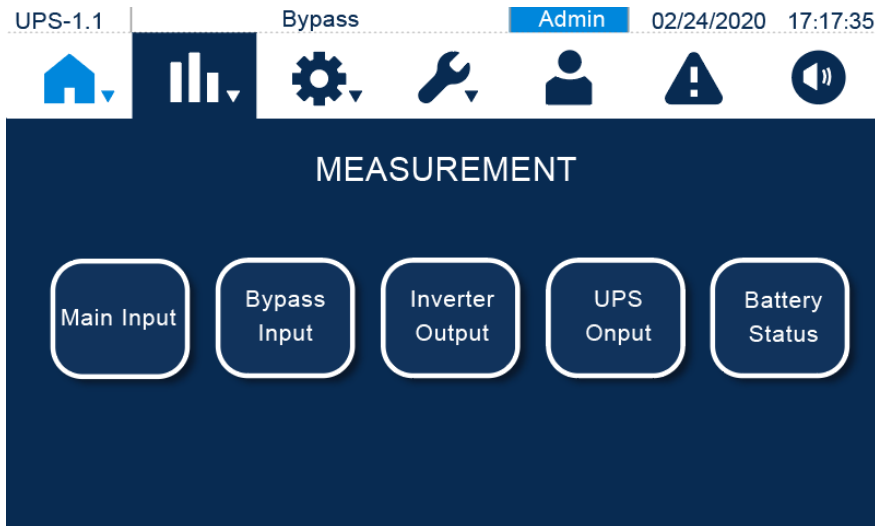 UPS-1.1 Bypass Admin 02/24/2020 17:17:35
MEASUREMENT
Main Input
Bypass
Input
Inverter
Output
UPS
Onput
Battery
Status